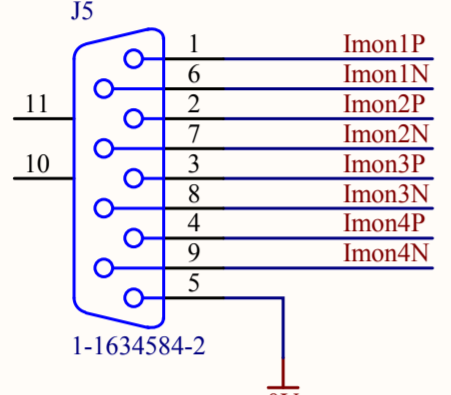 J5
1 Imon1P
6 Imon1N
11 2 Imon2P
7 Imon2N
10 3 Imon3P
8 Imon3N
4 Imon4P
9 Imon4N
5
1-1634584-2